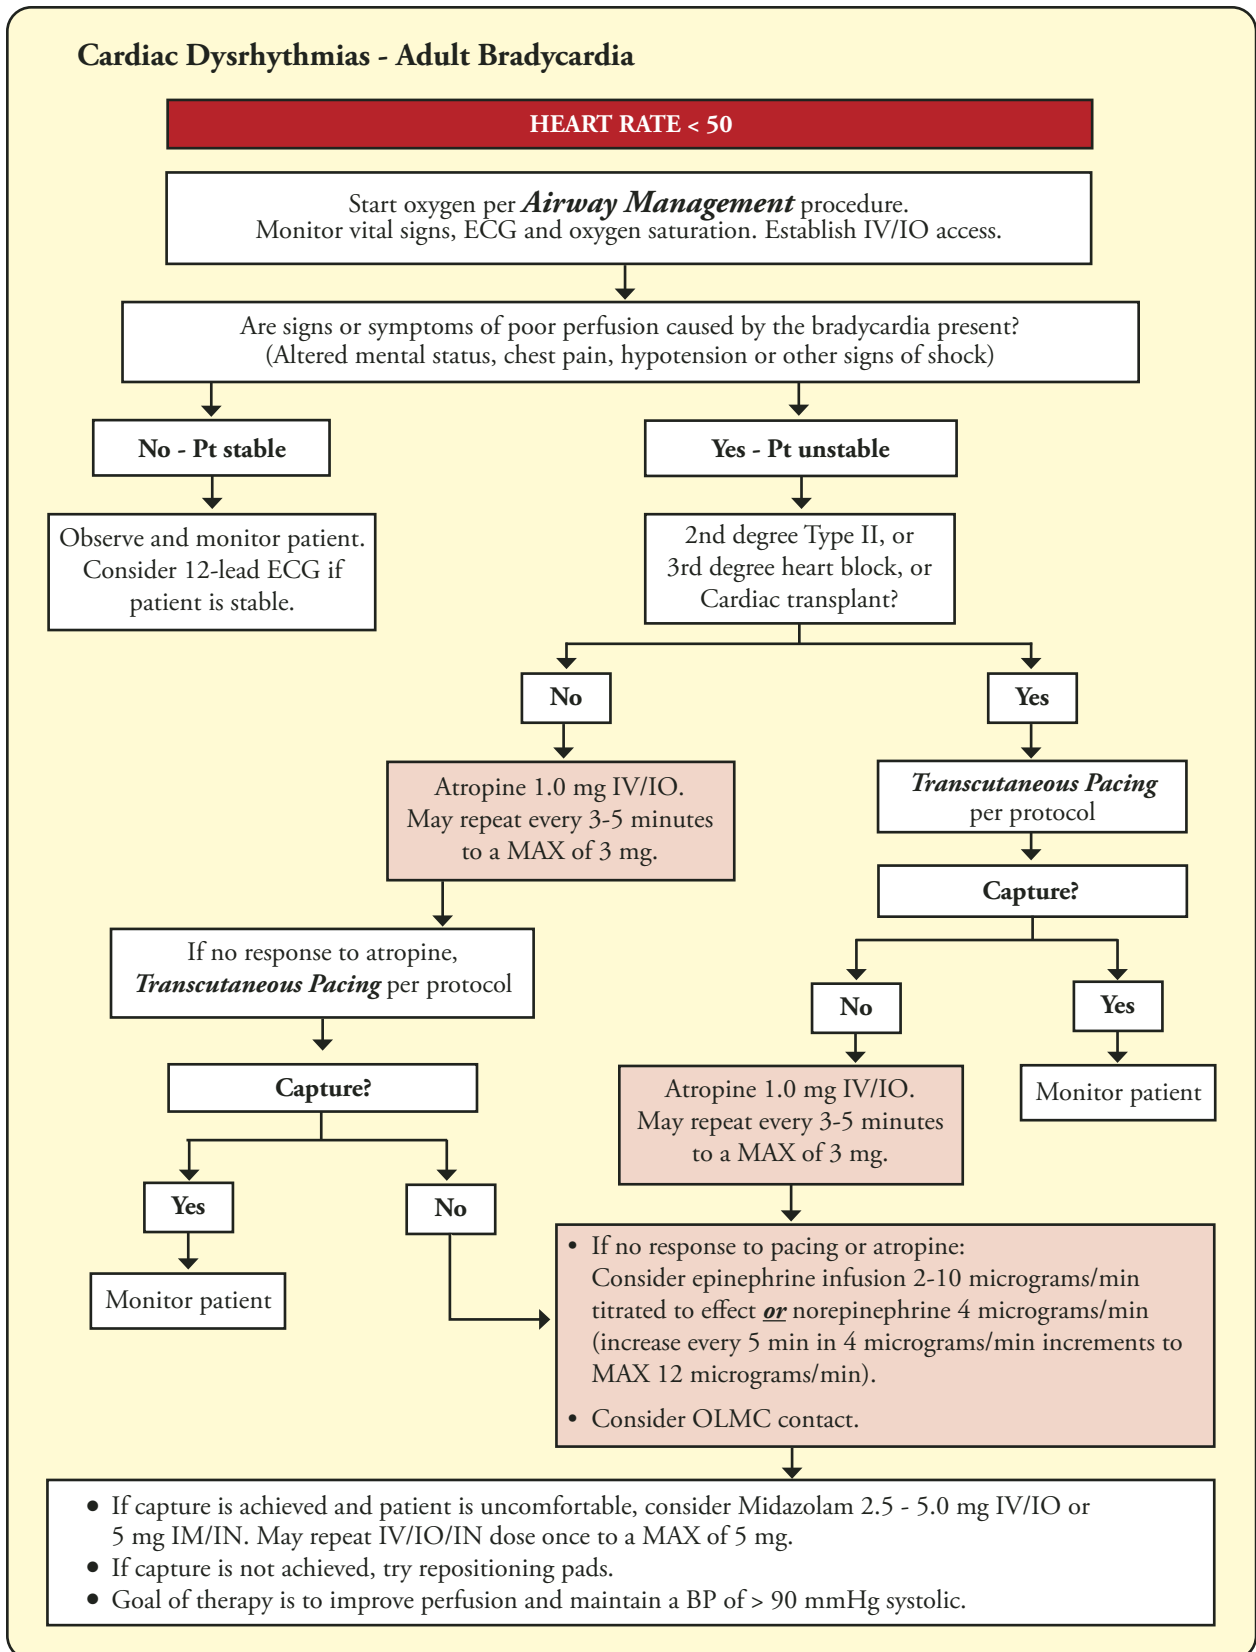 Cardiac Dysrhythmias - Adult Bradycardia
HEART RATE < 50
Start oxygen per Airway Management procedure.
Monitor vital signs, ECG and oxygen saturation. Establish IV/IO access.
Are signs or symptoms of poor perfusion caused by the bradycardia present?
(Altered mental status, chest pain, hypotension or other signs of shock)
No - Pt stable
Yes - Pt unstable
Observe and monitor patient.
Consider 12-lead ECG if
patient is stable.
2nd degree Type II, or
3rd degree heart block, or
Cardiac transplant?
No
Yes
Atropine 1.0 mg IV/IO.
May repeat every 3-5 minutes
to a MAX of 3 mg.
Transcutaneous Pacing
per protocol
Capture?
If no response to atropine,
Transcutaneous Pacing per protocol
No
Yes
Capture?
Atropine 1.0 mg IV/IO.
May repeat every 3-5 minutes
to a MAX of 3 mg.
Monitor patient
Yes
No
Monitor patient
• If no response to pacing or atropine:
Consider epinephrine infusion 2-10 micrograms/min
titrated to effect or norepinephrine 4 micrograms/min
(increase every 5 min in 4 micrograms/min increments to
MAX 12 micrograms/min).
• Consider OLMC contact.
• If capture is achieved and patient is uncomfortable, consider Midazolam 2.5 - 5.0 mg IV/IO or
5 mg IM/IN. May repeat IV/IO/IN dose once to a MAX of 5 mg.
• If capture is not achieved, try repositioning pads.
• Goal of therapy is to improve perfusion and maintain a BP of > 90 mmHg systolic.